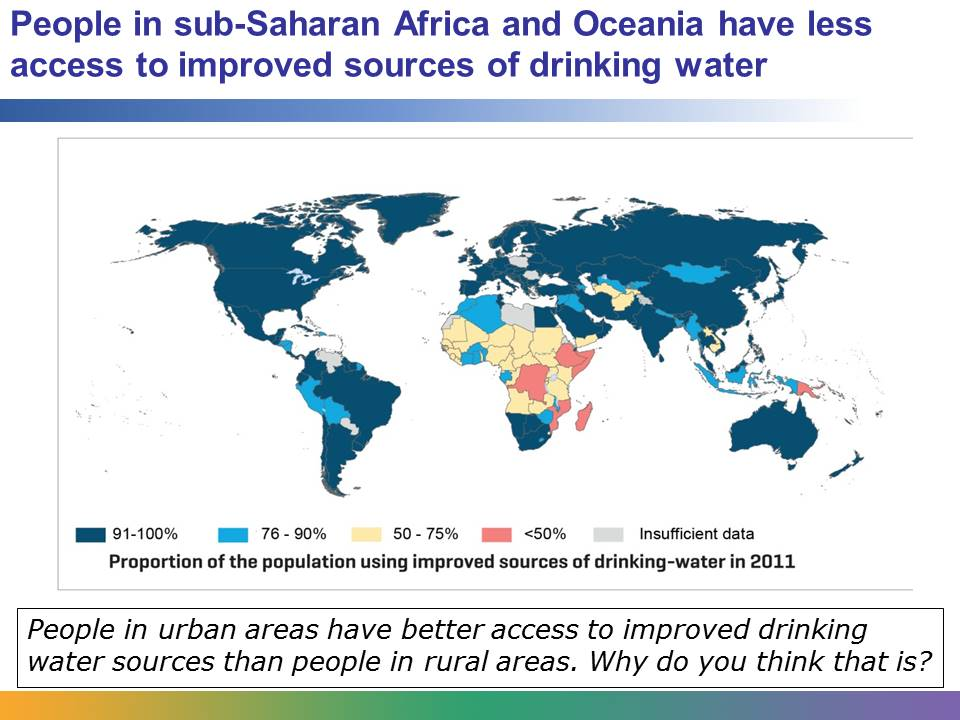 People in sub-Saharan Africa and Oceania have less
access to improved sources of drinking water
91-100%
76 - 90%
50 - 75%
<50%
Insufficient data
Proportion of the population using improved sources of drinking-water in 2011
People in urban areas have better access to improved drinking
water sources than people in rural areas. Why do you think that is?